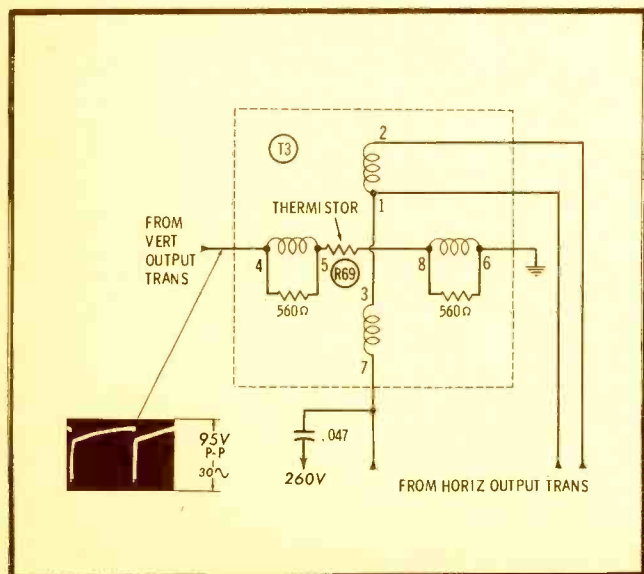 2
T3
THERMISTOR
1
FROM
VERT
OUTPUT
TRANS
4
5
R69
8
6
560Ω
3
560Ω
7
95V
P-P
30~
.047
260V
FROM HORIZ OUTPUT TRANS